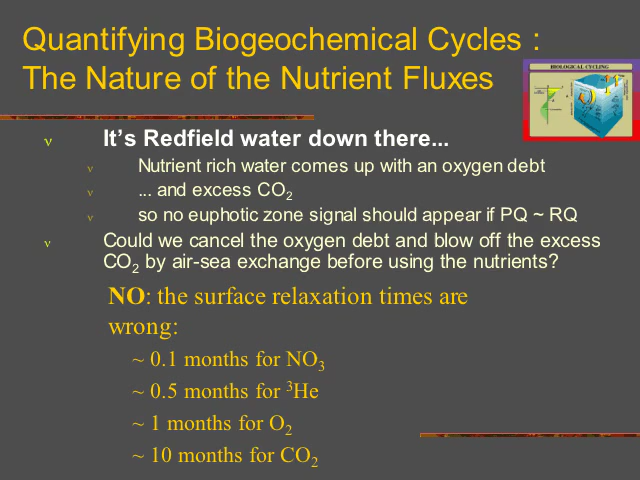 Quantifying Biogeochemical Cycles :
The Nature of the Nutrient Fluxes
BIOLOGICAL CYCLING
ν It’s Redfield water down there...
ν Nutrient rich water comes up with an oxygen debt
ν ... and excess CO₂
ν so no euphotic zone signal should appear if PQ ~ RQ
ν Could we cancel the oxygen debt and blow off the excess
CO₂ by air-sea exchange before using the nutrients?
NO: the surface relaxation times are
wrong:
~ 0.1 months for NO₃
~ 0.5 months for ³He
~ 1 months for O₂
~ 10 months for CO₂